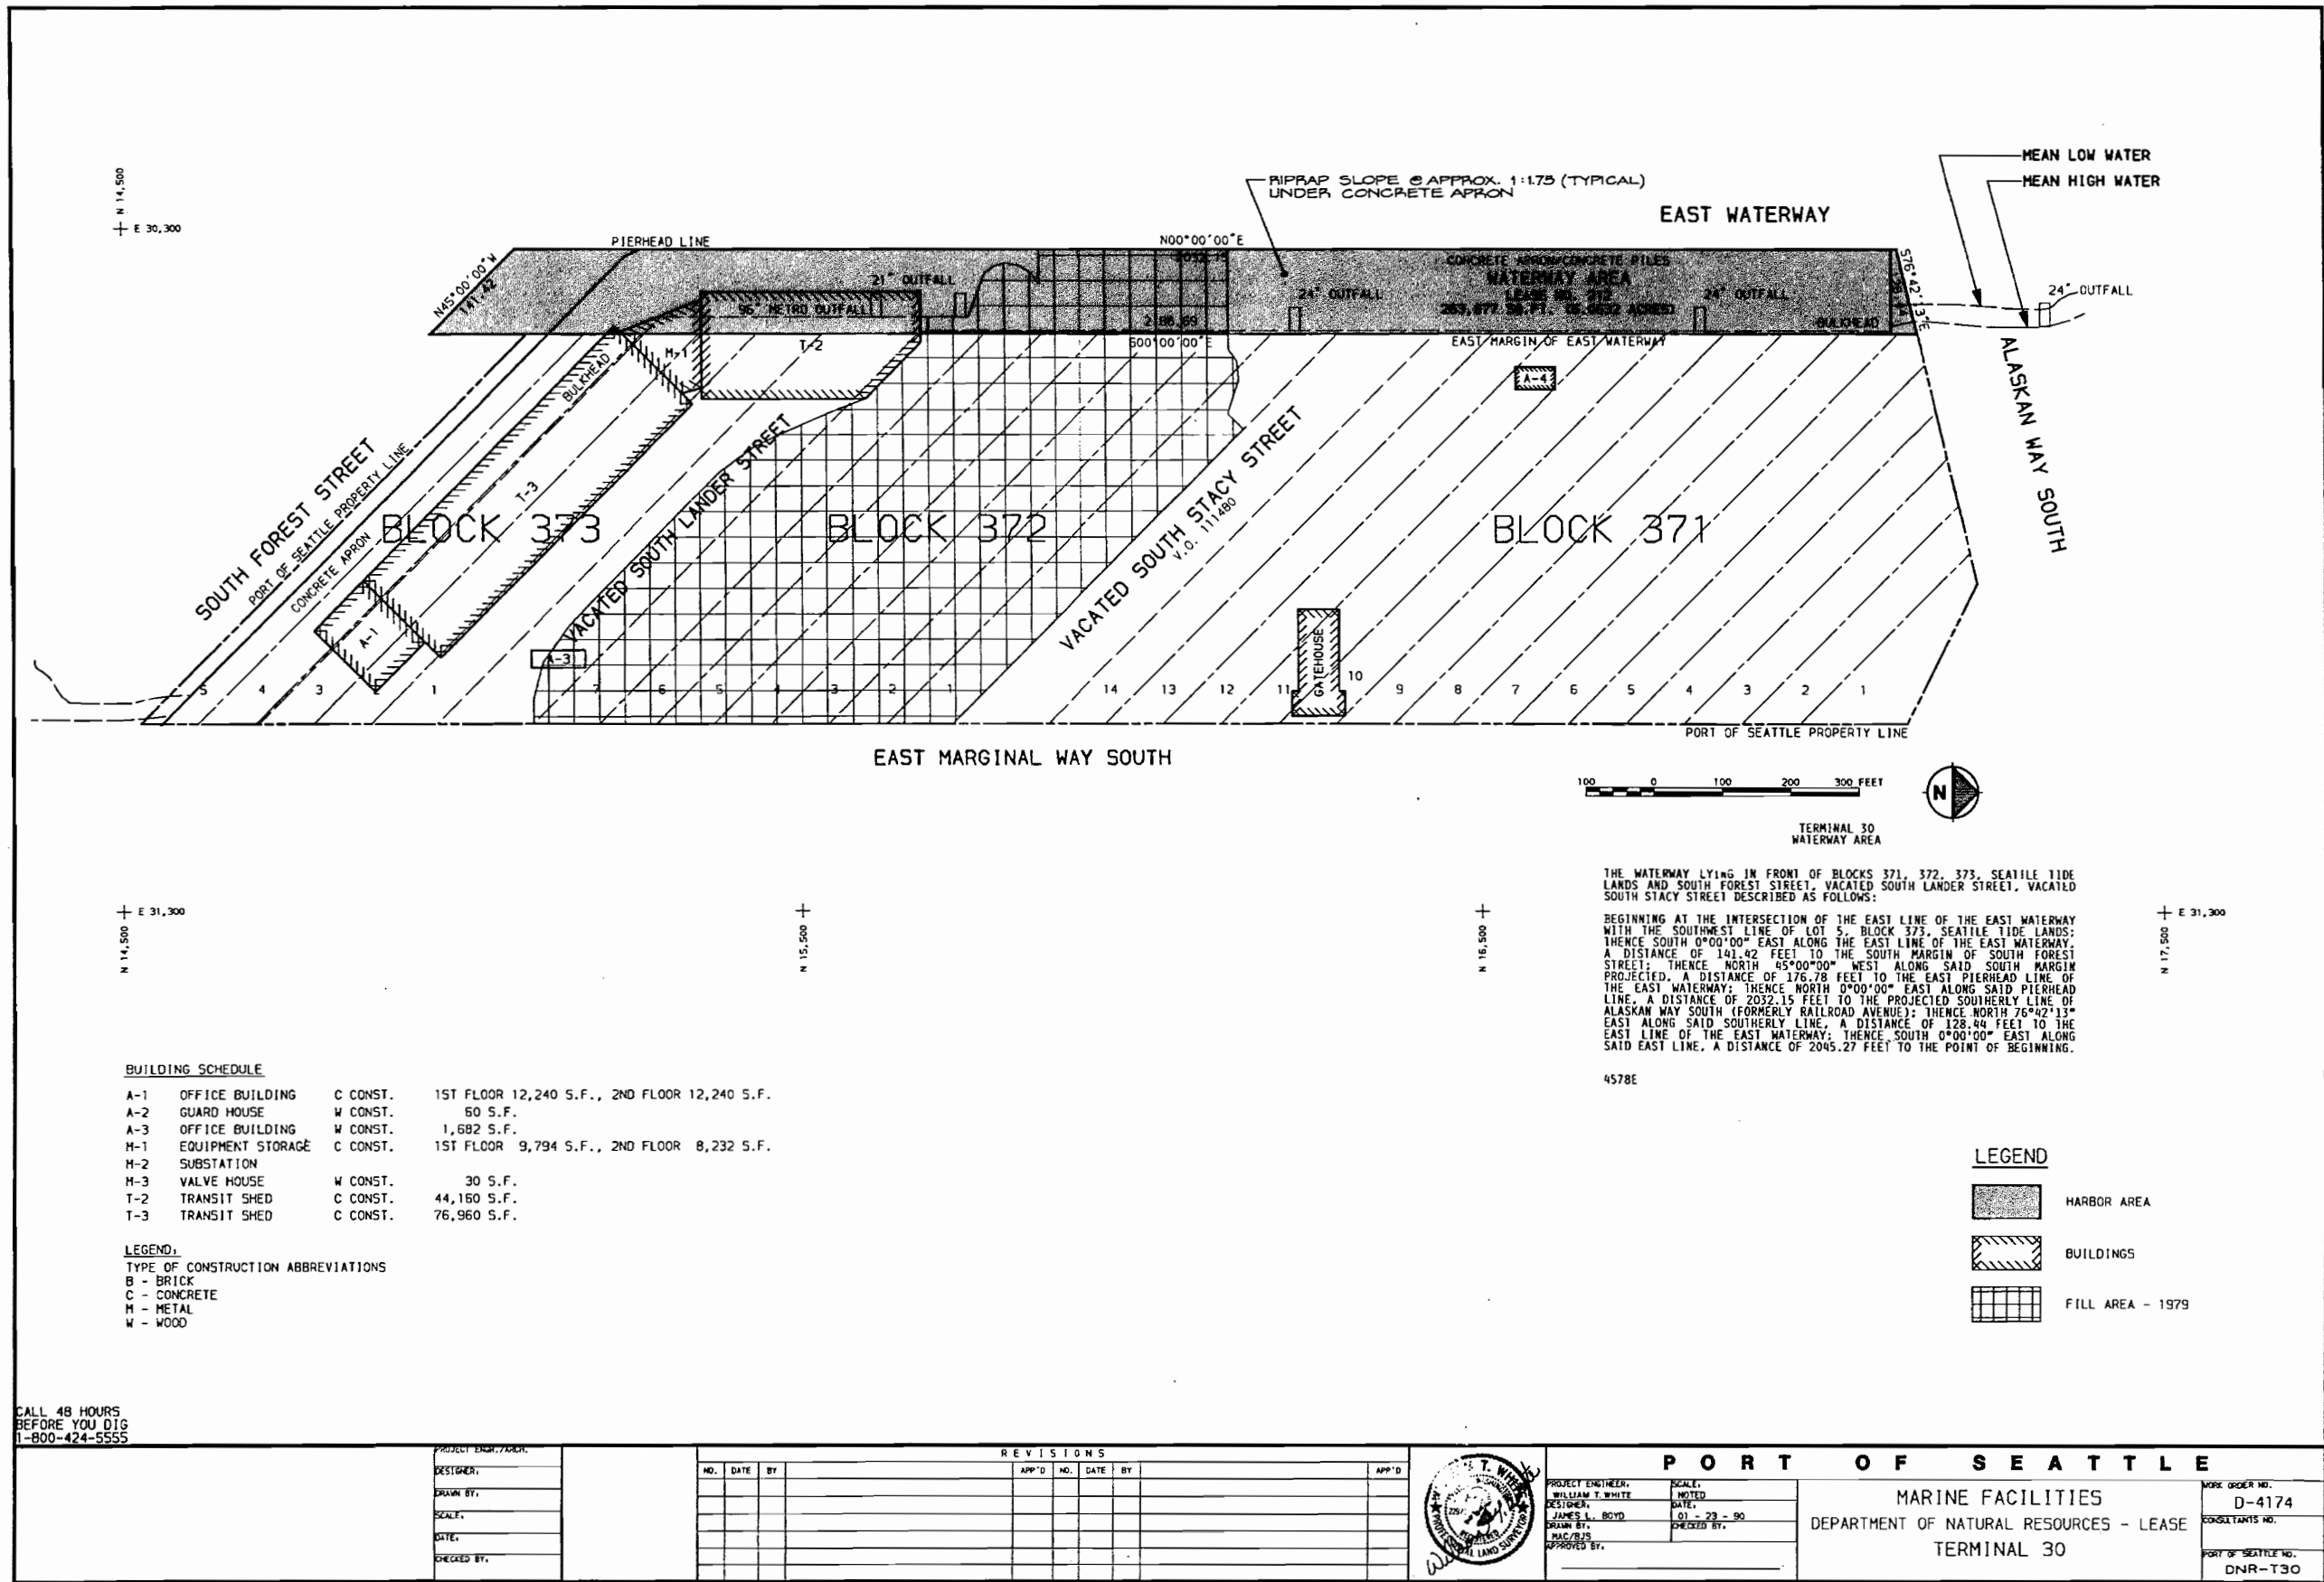 MEAN LOW WATER
MEAN HIGH WATER
N 14,500
E 30,300
RIPRAP SLOPE @ APPROX. 1:1.75 (TYPICAL)
UNDER CONCRETE APRON
EAST WATERWAY
PIERHEAD LINE
N00°00'00"E
2032.15
N45°00'00"W
141.42
21" OUTFALL
96" METRO OUTFALL
CONCRETE APRON/CONCRETE PILES
WATERWAY AREA
24" OUTFALL
24" OUTFALL
BULKHEAD
S76°42'13"E
24" OUTFALL
S00°00'00"E
EAST MARGIN OF EAST WATERWAY
M-1
T-2
A-4
BULKHEAD
T-3
A-1
A-3
SOUTH FOREST STREET
PORT OF SEATTLE PROPERTY LINE
CONCRETE APRON
BLOCK 373
VACATED SOUTH LANDER STREET
BLOCK 372
VACATED SOUTH STACY STREET
V.O. 111480
BLOCK 371
ALASKAN WAY SOUTH
GATEHOUSE
5 4 3 2 1
7 6 5 4 3 2 1
14 13 12 11 10 9 8 7 6 5 4 3 2 1
PORT OF SEATTLE PROPERTY LINE
EAST MARGINAL WAY SOUTH
100 0 100 200 300 FEET
N
TERMINAL 30
WATERWAY AREA
THE WATERWAY LYING IN FRONT OF BLOCKS 371, 372, 373, SEATTLE TIDE
LANDS AND SOUTH FOREST STREET, VACATED SOUTH LANDER STREET, VACATED
SOUTH STACY STREET DESCRIBED AS FOLLOWS:
BEGINNING AT THE INTERSECTION OF THE EAST LINE OF THE EAST WATERWAY
WITH THE SOUTHWEST LINE OF LOT 5, BLOCK 373, SEATTLE TIDE LANDS;
THENCE SOUTH 0°00'00" EAST ALONG THE EAST LINE OF THE EAST WATERWAY,
A DISTANCE OF 141.42 FEET TO THE SOUTH MARGIN OF SOUTH FOREST
STREET; THENCE NORTH 45°00"00" WEST ALONG SAID SOUTH MARGIN
PROJECTED, A DISTANCE OF 176.78 FEET TO THE EAST PIERHEAD LINE OF
THE EAST WATERWAY; THENCE NORTH 0°00'00" EAST ALONG SAID PIERHEAD
LINE, A DISTANCE OF 2032.15 FEET TO THE PROJECTED SOUTHERLY LINE OF
ALASKAN WAY SOUTH (FORMERLY RAILROAD AVENUE); THENCE NORTH 76°42'13"
EAST ALONG SAID SOUTHERLY LINE, A DISTANCE OF 128.44 FEET TO THE
EAST LINE OF THE EAST WATERWAY; THENCE SOUTH 0°00'00" EAST ALONG
SAID EAST LINE, A DISTANCE OF 2045.27 FEET TO THE POINT OF BEGINNING.
4578E
E 31,300
N 14,500
N 15,500
N 16,500
E 31,300
N 17,500
BUILDING SCHEDULE
A-1 OFFICE BUILDING C CONST. 1ST FLOOR 12,240 S.F., 2ND FLOOR 12,240 S.F.
A-2 GUARD HOUSE W CONST. 60 S.F.
A-3 OFFICE BUILDING W CONST. 1,682 S.F.
M-1 EQUIPMENT STORAGE C CONST. 1ST FLOOR 9,794 S.F., 2ND FLOOR 8,232 S.F.
M-2 SUBSTATION
M-3 VALVE HOUSE W CONST. 30 S.F.
T-2 TRANSIT SHED C CONST. 44,160 S.F.
T-3 TRANSIT SHED C CONST. 76,960 S.F.
LEGEND:
TYPE OF CONSTRUCTION ABBREVIATIONS
B - BRICK
C - CONCRETE
M - METAL
W - WOOD
LEGEND
HARBOR AREA
BUILDINGS
FILL AREA - 1979
CALL 48 HOURS
BEFORE YOU DIG
1-800-424-5555
PROJECT ENGR./ARCH.
DESIGNER:
DRAWN BY:
SCALE:
DATE:
CHECKED BY:
REVISIONS
NO. DATE BY APP'D NO. DATE BY APP'D
PORT OF SEATTLE
PROJECT ENGINEER:
WILLIAM T. WHITE
DESIGNER:
JAMES L. BOYD
DRAWN BY:
MAC/BJS
APPROVED BY:
SCALE:
NOTED
DATE:
01 - 23 - 90
CHECKED BY:
MARINE FACILITIES
DEPARTMENT OF NATURAL RESOURCES - LEASE
TERMINAL 30
WORK ORDER NO.
D-4174
CONSULTANTS NO.
PORT OF SEATTLE NO.
DNR-T30